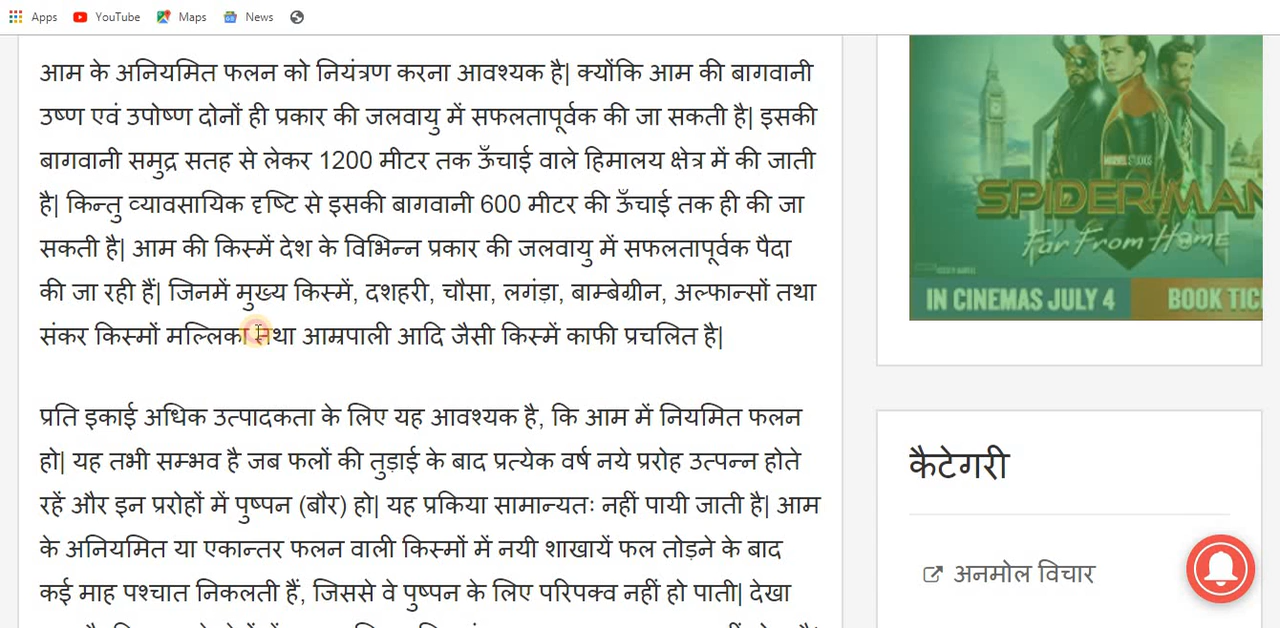 Apps YouTube Maps News
आम के अनियमित फलन को नियंत्रण करना आवश्यक है| क्योंकि आम की बागवानी
उष्ण एवं उपोष्ण दोनों ही प्रकार की जलवायु में सफलतापूर्वक की जा सकती है| इसकी
बागवानी समुद्र सतह से लेकर 1200 मीटर तक ऊँचाई वाले हिमालय क्षेत्र में की जाती
है| किन्तु व्यावसायिक दृष्टि से इसकी बागवानी 600 मीटर की ऊँचाई तक ही की जा
सकती है| आम की किस्में देश के विभिन्न प्रकार की जलवायु में सफलतापूर्वक पैदा
की जा रही हैं| जिनमें मुख्य किस्में, दशहरी, चौसा, लगंड़ा, बाम्बेग्रीन, अल्फान्सों तथा
संकर किस्मों मल्लिका तथा आम्रपाली आदि जैसी किस्में काफी प्रचलित है|
प्रति इकाई अधिक उत्पादकता के लिए यह आवश्यक है, कि आम में नियमित फलन
हो| यह तभी सम्भव है जब फलों की तुड़ाई के बाद प्रत्येक वर्ष नये प्ररोह उत्पन्न होते
रहें और इन प्ररोहों में पुष्पन (बौर) हो| यह प्रकिया सामान्यतः नहीं पायी जाती है| आम
के अनियमित या एकान्तर फलन वाली किस्मों में नयी शाखायें फल तोड़ने के बाद
कई माह पश्चात निकलती हैं, जिससे वे पुष्पन के लिए परिपक्व नहीं हो पाती| देखा
MARVEL STUDIOS
SPIDER-MAN
Far From Home
IN CINEMAS JULY 4 BOOK TIC
कैटेगरी
अनमोल विचार